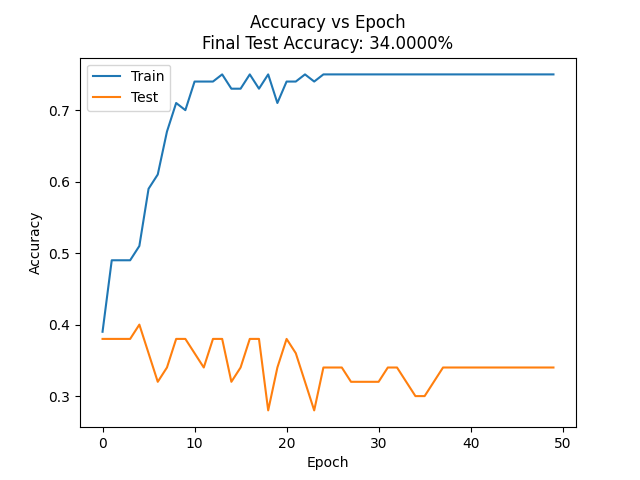 Accuracy vs Epoch
Final Test Accuracy: 34.0000%
Train
Test
Accuracy
0.7
0.6
0.5
0.4
0.3
0 10 20 30 40 50
Epoch